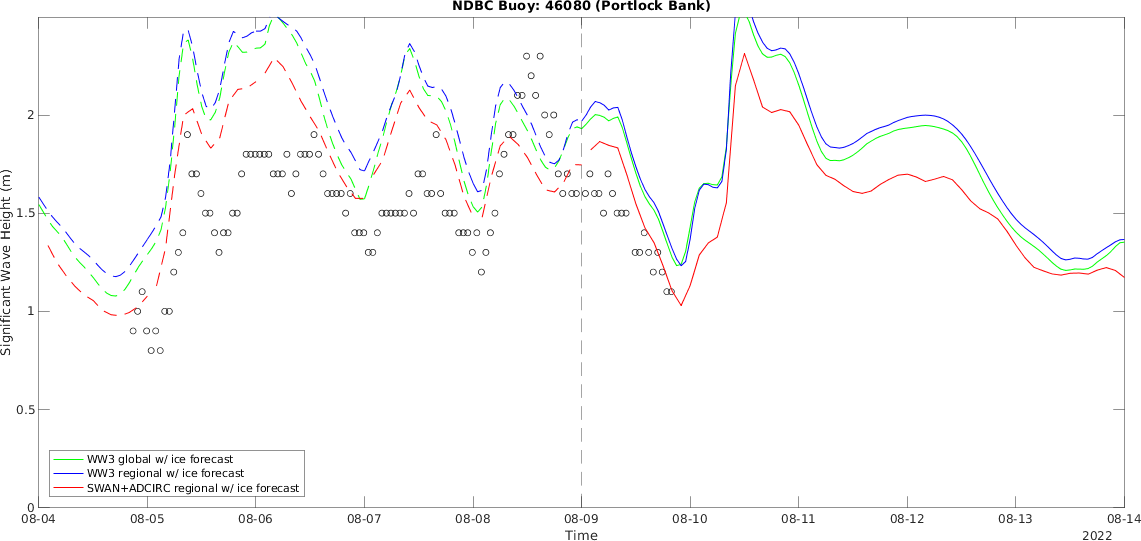 NDBC Buoy: 46080 (Portlock Bank)
Significant Wave Height (m)
2
1.5
1
0.5
0
WW3 global w/ ice forecast
WW3 regional w/ ice forecast
SWAN+ADCIRC regional w/ ice forecast
08-04 08-05 08-06 08-07 08-08 08-09 08-10 08-11 08-12 08-13 08-14
Time
2022